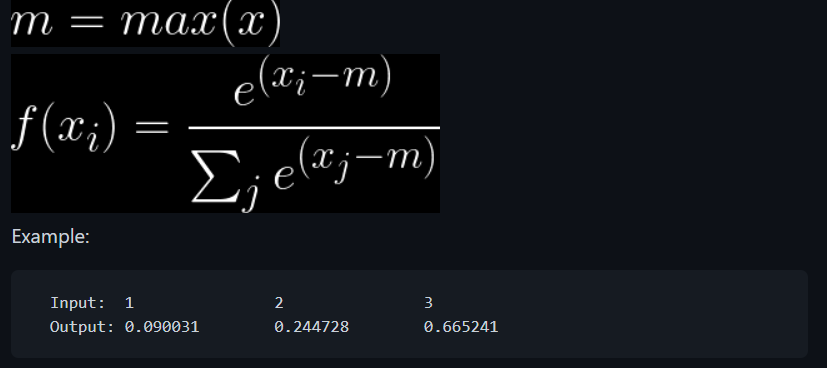 m = max(x)
f(x_i) = e^(x_i−m) / ∑_j e^(x_j−m)
Example:
Input: 1 2 3
Output: 0.090031 0.244728 0.665241